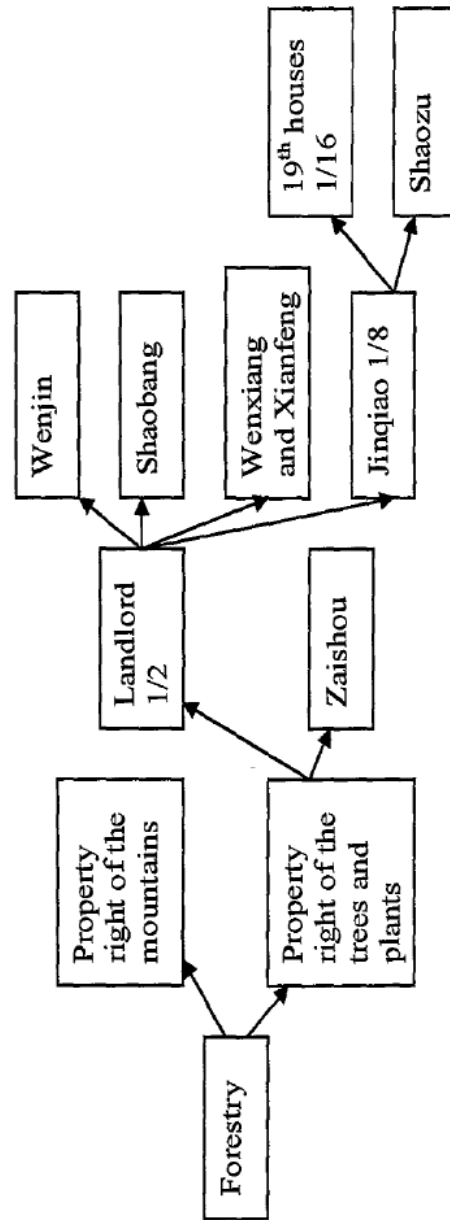 Forestry
Property
right of the
mountains
Property
right of the
trees and
plants
Landlord
1/2
Zaishou
Wenjin
Shaobang
Wenxiang
and Xianfeng
Jinqiao 1/8
19th houses
1/16
Shaozu